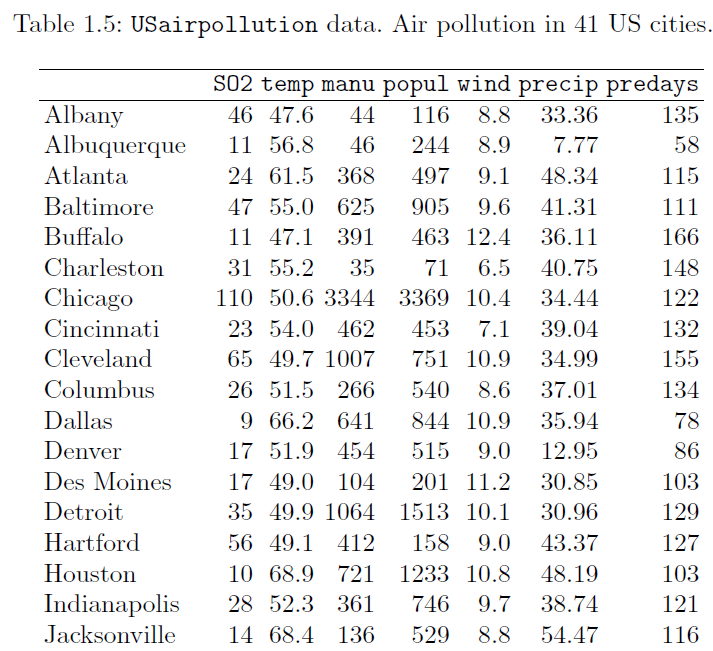 Table 1.5: USairpollution data. Air pollution in 41 US cities.
SO2 temp manu popul wind precip predays
Albany 46 47.6 44 116 8.8 33.36 135
Albuquerque 11 56.8 46 244 8.9 7.77 58
Atlanta 24 61.5 368 497 9.1 48.34 115
Baltimore 47 55.0 625 905 9.6 41.31 111
Buffalo 11 47.1 391 463 12.4 36.11 166
Charleston 31 55.2 35 71 6.5 40.75 148
Chicago 110 50.6 3344 3369 10.4 34.44 122
Cincinnati 23 54.0 462 453 7.1 39.04 132
Cleveland 65 49.7 1007 751 10.9 34.99 155
Columbus 26 51.5 266 540 8.6 37.01 134
Dallas 9 66.2 641 844 10.9 35.94 78
Denver 17 51.9 454 515 9.0 12.95 86
Des Moines 17 49.0 104 201 11.2 30.85 103
Detroit 35 49.9 1064 1513 10.1 30.96 129
Hartford 56 49.1 412 158 9.0 43.37 127
Houston 10 68.9 721 1233 10.8 48.19 103
Indianapolis 28 52.3 361 746 9.7 38.74 121
Jacksonville 14 68.4 136 529 8.8 54.47 116